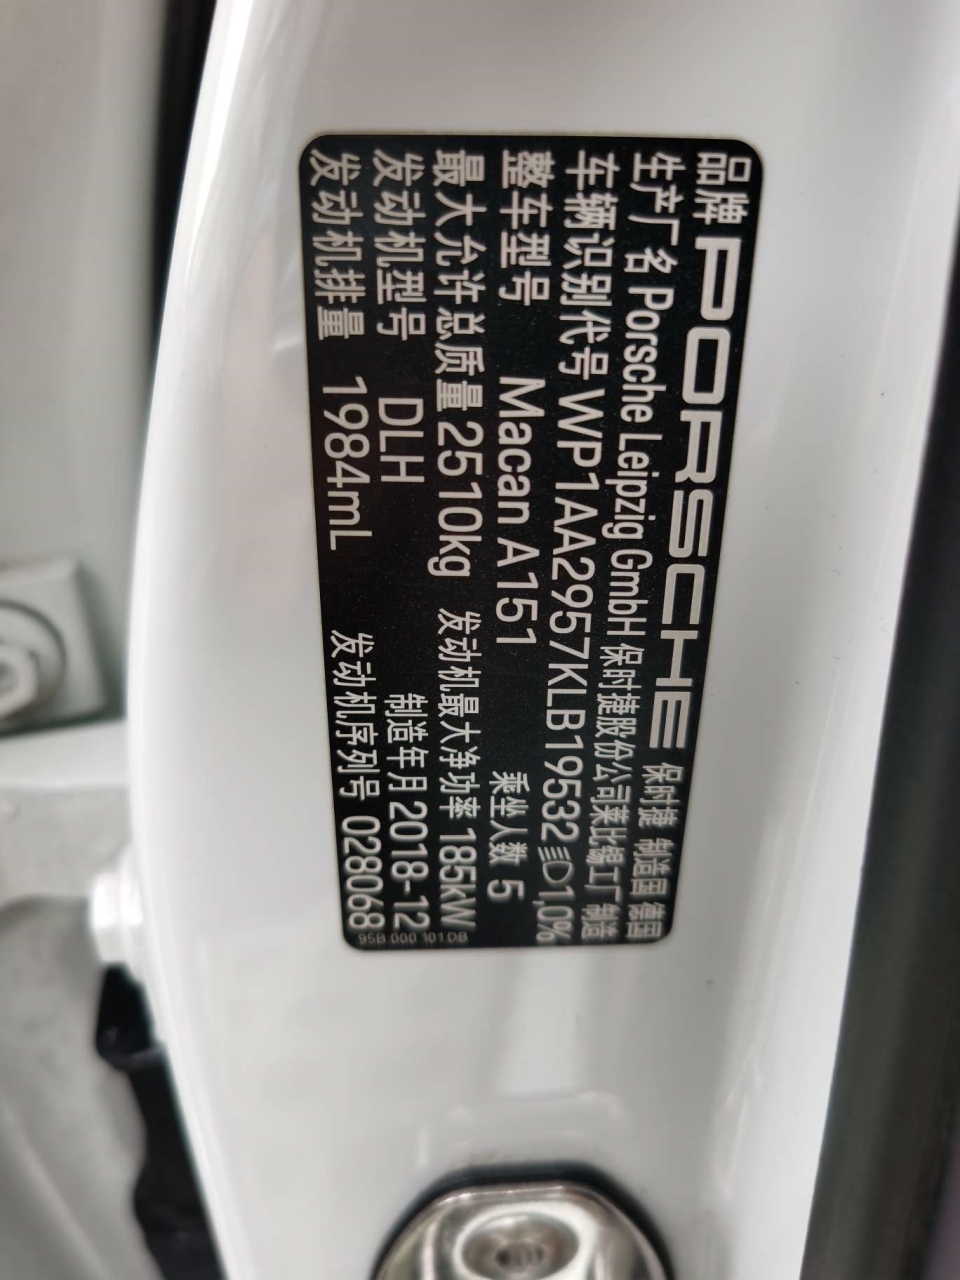 品牌 PORSCHE 保时捷 制造国 德国
生产厂名 Porsche Leipzig GmbH 保时捷股份公司莱比锡工厂 制造
车辆识别代号 WP1AA2957KLB19532 1,0%
整车型号 Macan A151 乘坐人数 5
最大允许总质量 2510kg 发动机最大净功率 185kW
发动机型号 DLH 制造年月 2018-12
发动机排量 1984mL 发动机序列号 028068
95B.000.101.DB